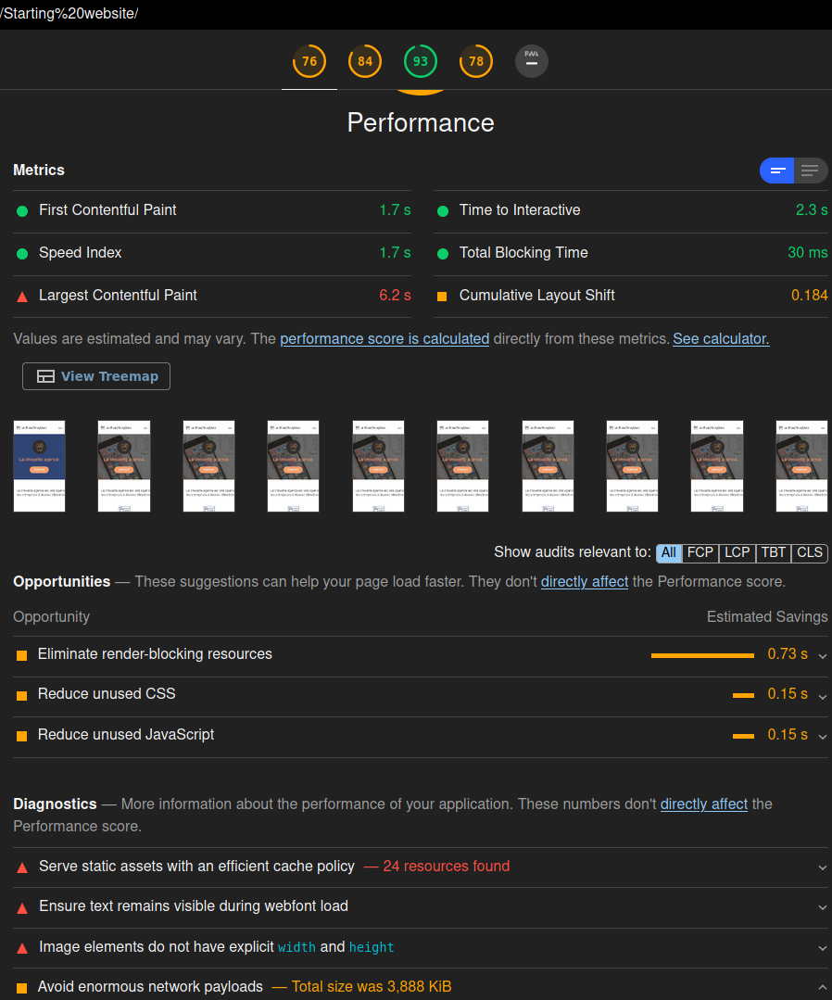 /Starting%20website/
76 84 93 78 PWA
Performance
Metrics
First Contentful Paint 1.7 s
Time to Interactive 2.3 s
Speed Index 1.7 s
Total Blocking Time 30 ms
Largest Contentful Paint 6.2 s
Cumulative Layout Shift 0.184
Values are estimated and may vary. The performance score is calculated directly from these metrics. See calculator.
View Treemap
Show audits relevant to: All FCP LCP TBT CLS
Opportunities — These suggestions can help your page load faster. They don't directly affect the Performance score.
Opportunity Estimated Savings
Eliminate render-blocking resources 0.73 s
Reduce unused CSS 0.15 s
Reduce unused JavaScript 0.15 s
Diagnostics — More information about the performance of your application. These numbers don't directly affect the
Performance score.
Serve static assets with an efficient cache policy — 24 resources found
Ensure text remains visible during webfont load
Image elements do not have explicit width and height
Avoid enormous network payloads — Total size was 3,888 KiB